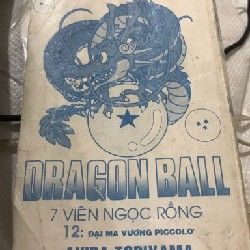 DRAGON BALL
7 VIÊN NGỌC RỒNG
12: ĐẠI MA VƯƠNG PICCOLO
AKIRA TORIYAMA